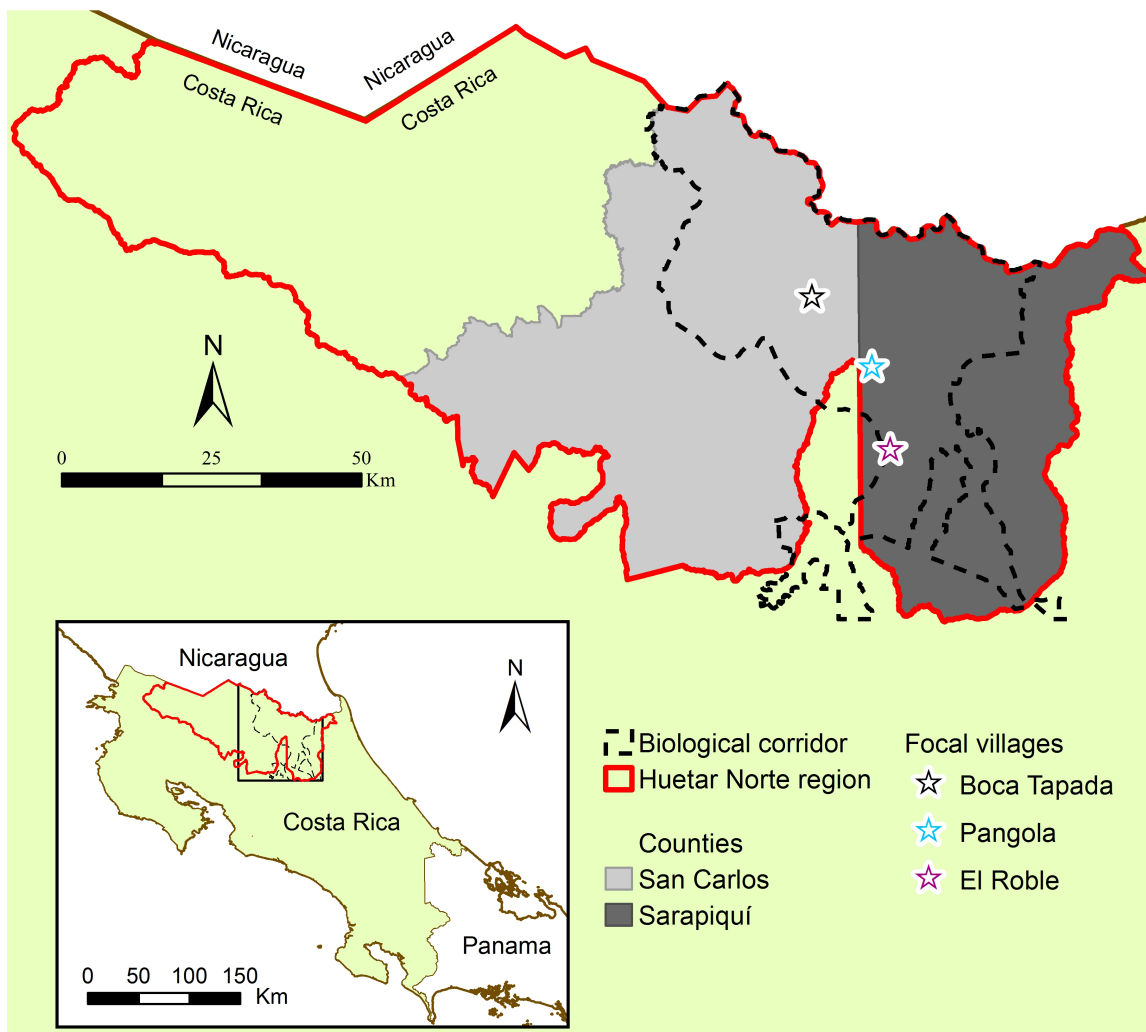 Nicaragua
Nicaragua
Costa Rica
Costa Rica
N
0 25 50
Km
Nicaragua
N
Costa Rica
Panama
0 50 100 150
Km
Biological corridor
Huetar Norte region
Counties
San Carlos
Sarapiquí
Focal villages
Boca Tapada
Pangola
El Roble